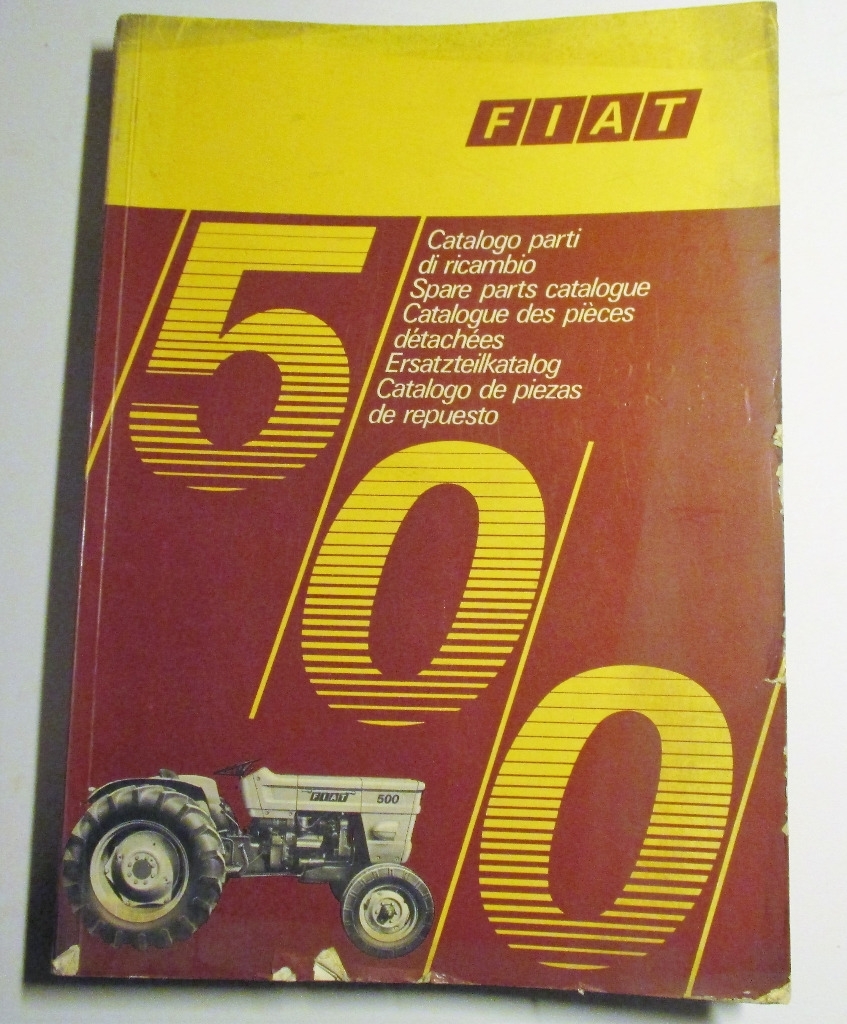 FIAT
500
Catalogo parti
di ricambio
Spare parts catalogue
Catalogue des pièces
détachées
Ersatzteilkatalog
Catalogo de piezas
de repuesto
FIAT 500